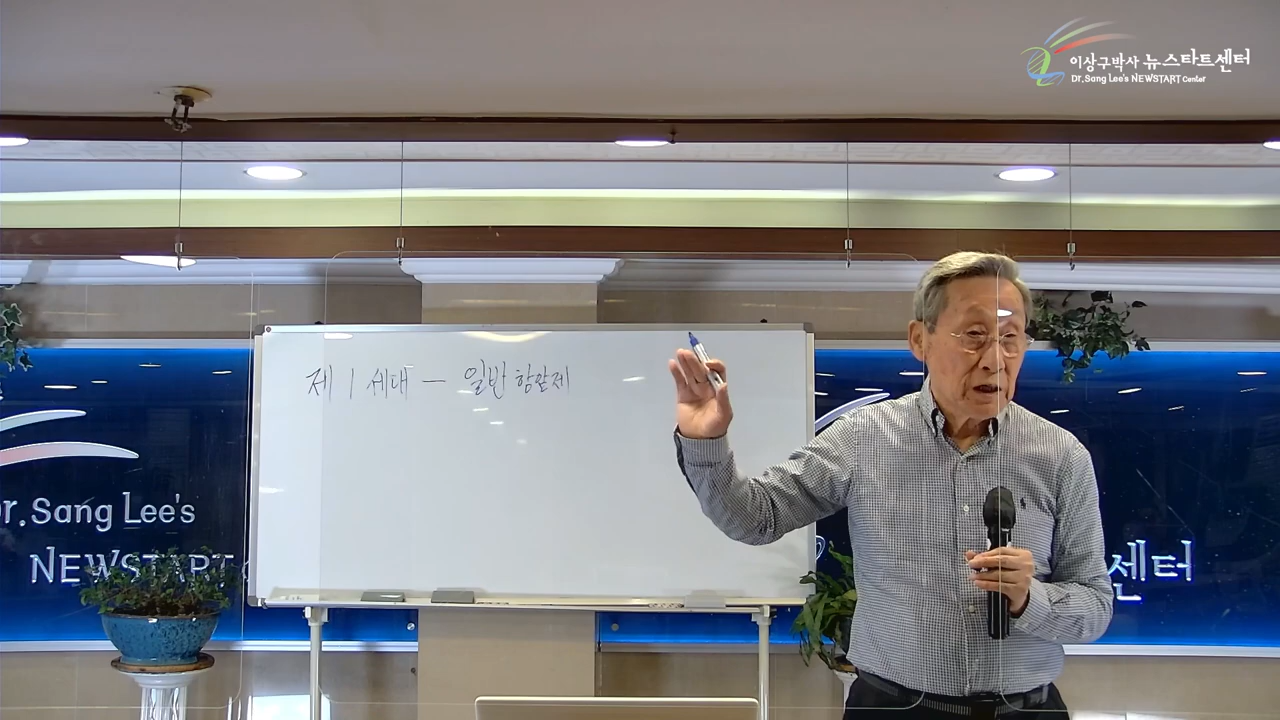 이상구박사 뉴스타트센터
Dr. Sang Lee's NEWSTART Center
제 1 세대 — 일반 항암제
Dr. Sang Lee's
NEWSTART
센터